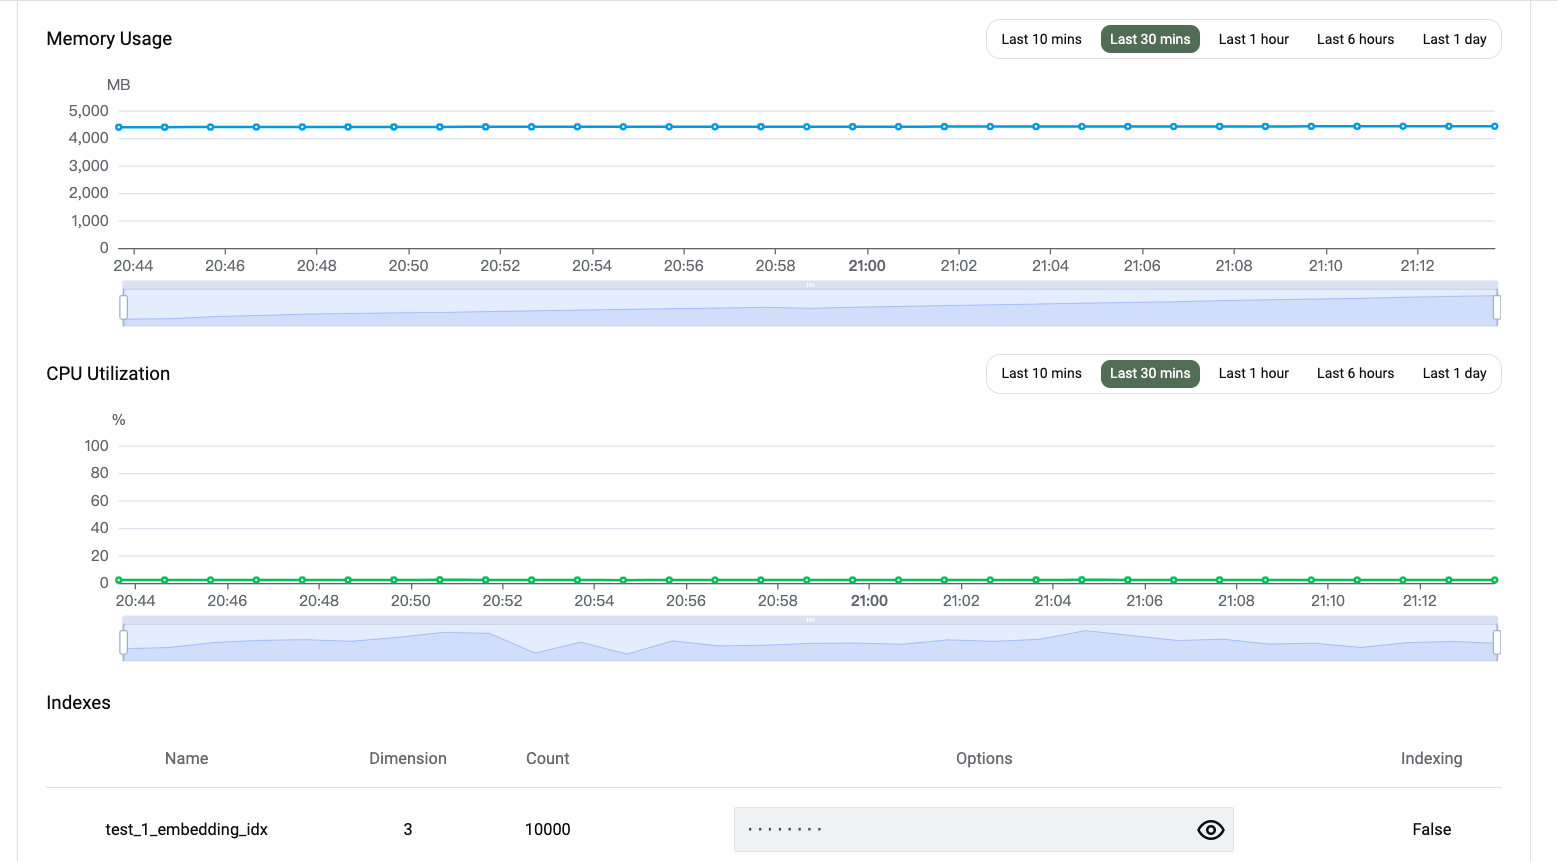 Memory Usage
Last 10 mins Last 30 mins Last 1 hour Last 6 hours Last 1 day
MB
5,000
4,000
3,000
2,000
1,000
0
20:44 20:46 20:48 20:50 20:52 20:54 20:56 20:58 21:00 21:02 21:04 21:06 21:08 21:10 21:12
CPU Utilization
Last 10 mins Last 30 mins Last 1 hour Last 6 hours Last 1 day
%
100
80
60
40
20
0
20:44 20:46 20:48 20:50 20:52 20:54 20:56 20:58 21:00 21:02 21:04 21:06 21:08 21:10 21:12
Indexes
Name Dimension Count Options Indexing
test_1_embedding_idx 3 10000 ········ False